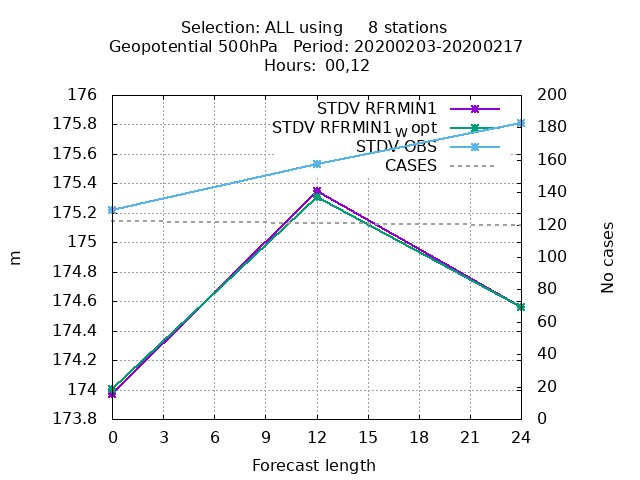 Selection: ALL using     8 stations
Geopotential 500hPa   Period: 20200203-20200217
Hours: 00,12
176
175.8
175.6
175.4
175.2
175
174.8
174.6
174.4
174.2
174
173.8
m
STDV RFRMIN1
STDV RFRMIN1wopt
STDV OBS
CASES
200
180
160
140
120
100
80
60
40
20
0
No cases
0 3 6 9 12 15 18 21 24
Forecast length